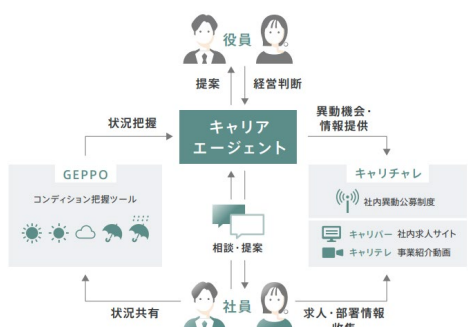 役員
提案
経営判断
状況把握
キャリア
エージェント
異動機会・
情報提供
GEPPO
コンディション把握ツール
キャリチャレ
社内異動公募制度
キャリバー 社内求人サイト
キャリテレ 事業紹介動画
相談・提案
状況共有
社員
求人・部署情報
収集